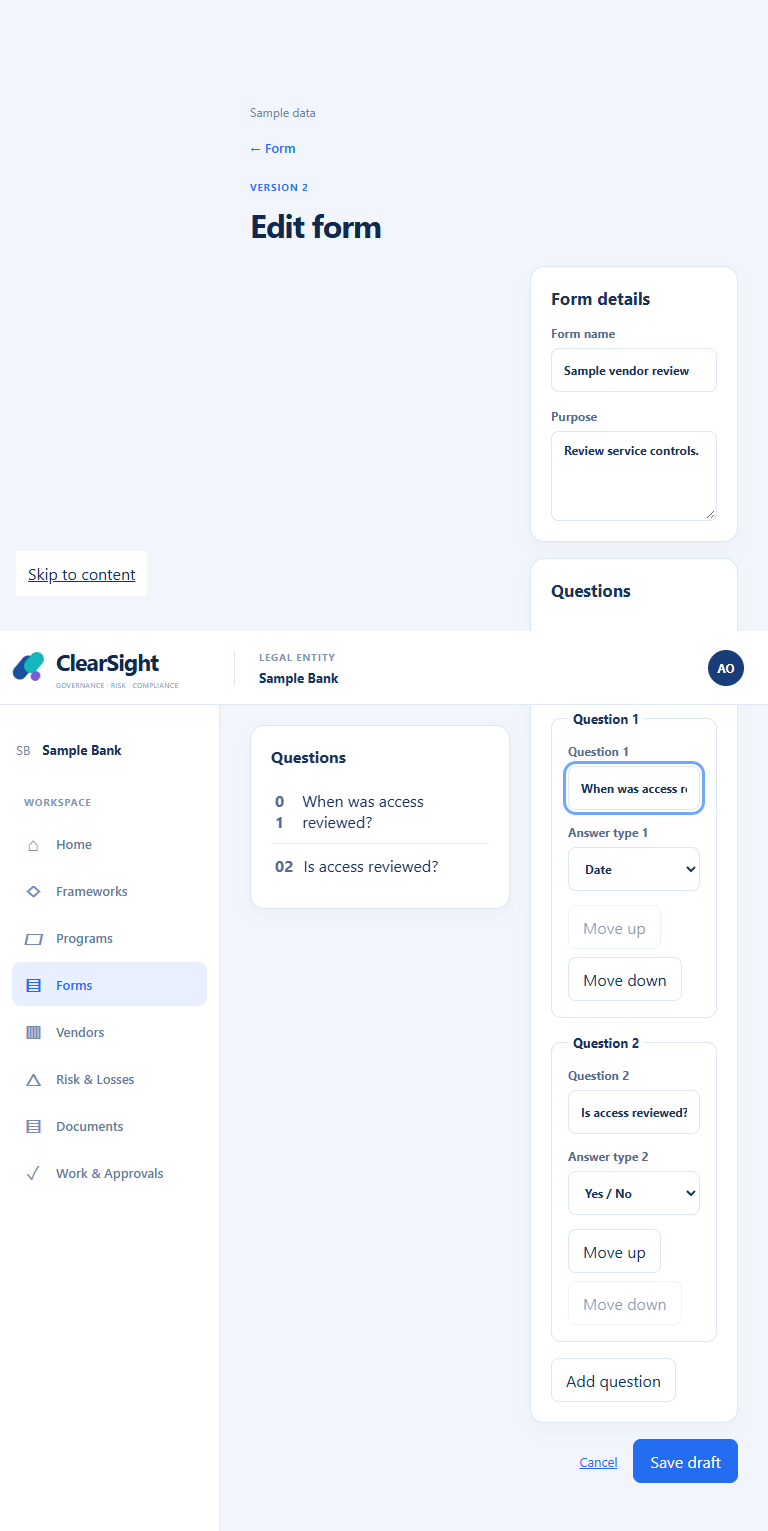 Sample data
← Form
VERSION 2
Edit form
Form details
Form name
Sample vendor review
Purpose
Review service controls.
Skip to content
Questions
ClearSight
GOVERNANCE · RISK · COMPLIANCE
LEGAL ENTITY
Sample Bank
AO
SB Sample Bank
WORKSPACE
Home
Frameworks
Programs
Forms
Vendors
Risk & Losses
Documents
Work & Approvals
Questions
01 When was access
reviewed?
02 Is access reviewed?
Question 1
Question 1
When was access r
Answer type 1
Date
Move up
Move down
Question 2
Question 2
Is access reviewed?
Answer type 2
Yes / No
Move up
Move down
Add question
Cancel
Save draft